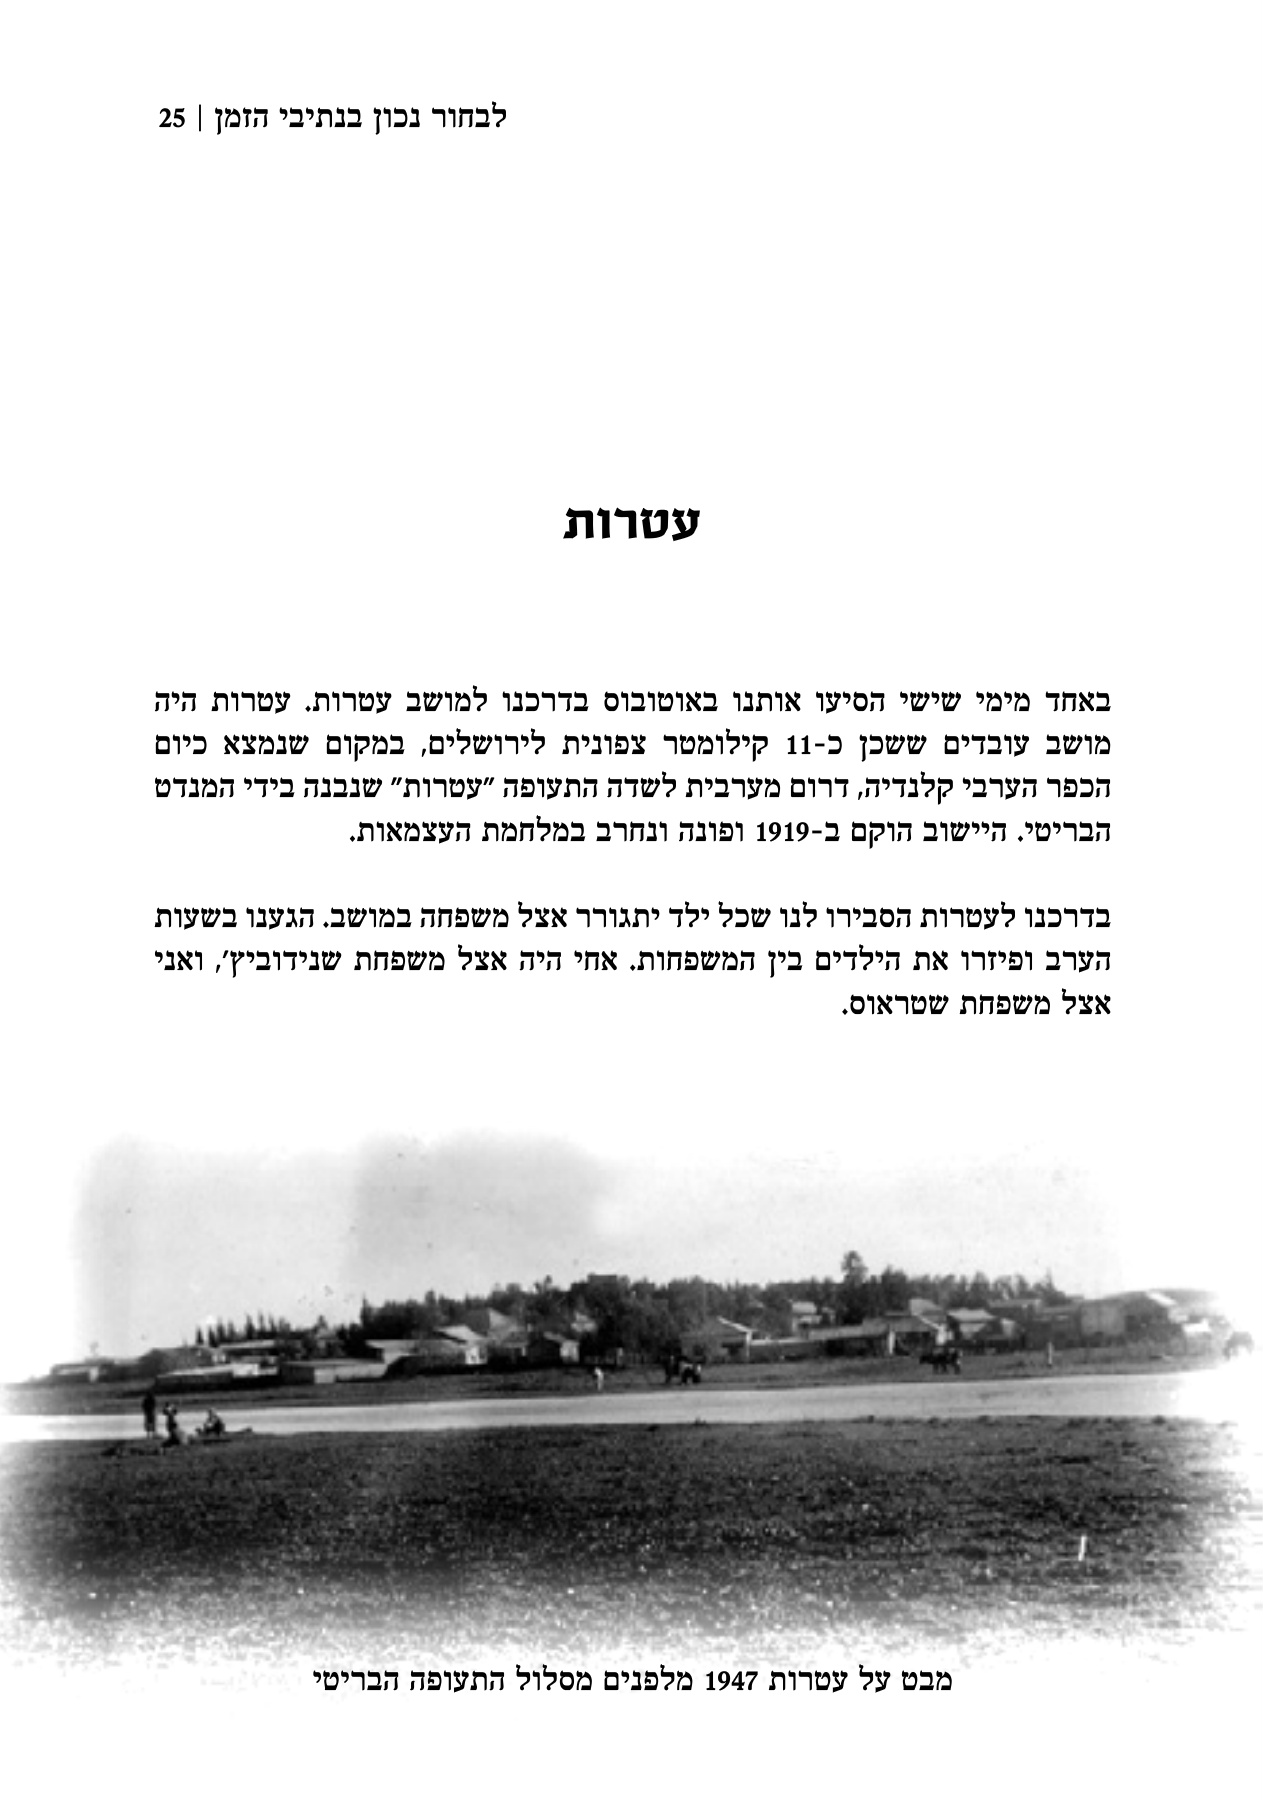 לבחור נכון בנתיבי הזמן | 25
עטרות
באחד מימי שישי הסיעו אותנו באוטובוס בדרכנו למושב עטרות. עטרות היה
מושב עובדים ששכן כ-11 קילומטר צפונית לירושלים, במקום שנמצא כיום
הכפר הערבי קלנדיה, דרום מערבית לשדה התעופה "עטרות" שנבנה בידי המנדט
הבריטי. היישוב הוקם ב-1919 ופונה ונחרב במלחמת העצמאות.
בדרכנו לעטרות הסבירו לנו שכל ילד יתגורר אצל משפחה במושב. הגענו בשעות
הערב ופיזרו את הילדים בין המשפחות. אחי היה אצל משפחת שנידוביץ', ואני
אצל משפחת שטראוס.
מבט על עטרות 1947 מלפנים מסלול התעופה הבריטי